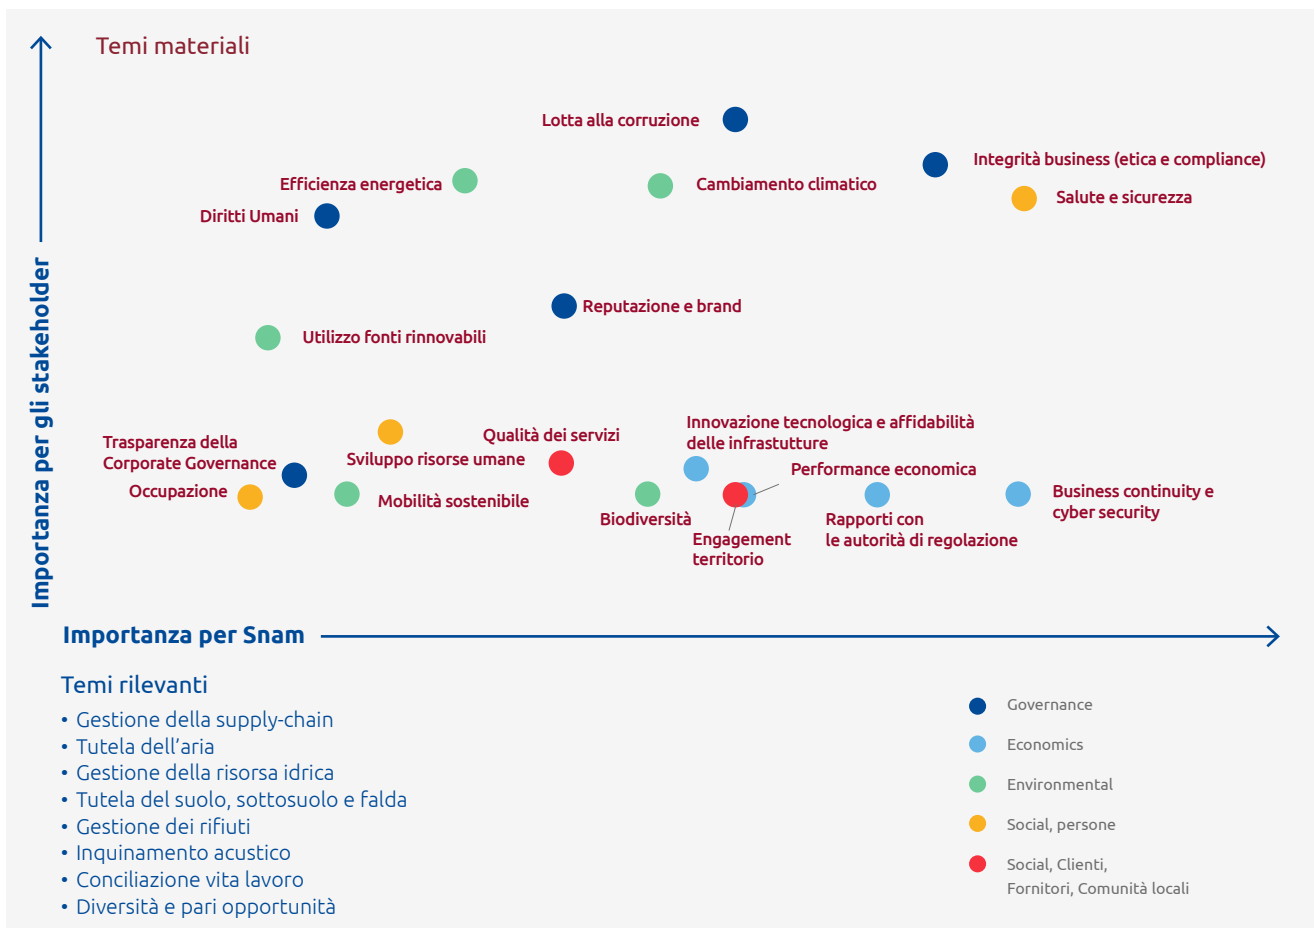 Temi materiali
Lotta alla corruzione
Integrità business (etica e compliance)
Efficienza energetica
Cambiamento climatico
Salute e sicurezza
Diritti Umani
Reputazione e brand
Utilizzo fonti rinnovabili
Importanza per gli stakeholder
Innovazione tecnologica e affidabilità
delle infrastutture
Qualità dei servizi
Trasparenza della
Corporate Governance
Sviluppo risorse umane
Performance economica
Occupazione
Mobilità sostenibile
Business continuity e
cyber security
Biodiversità
Rapporti con
le autorità di regolazione
Engagement
territorio
Importanza per Snam
Temi rilevanti
• Gestione della supply-chain
• Tutela dell’aria
• Gestione della risorsa idrica
• Tutela del suolo, sottosuolo e falda
• Gestione dei rifiuti
• Inquinamento acustico
• Conciliazione vita lavoro
• Diversità e pari opportunità
Governance
Economics
Environmental
Social, persone
Social, Clienti,
Fornitori, Comunità locali